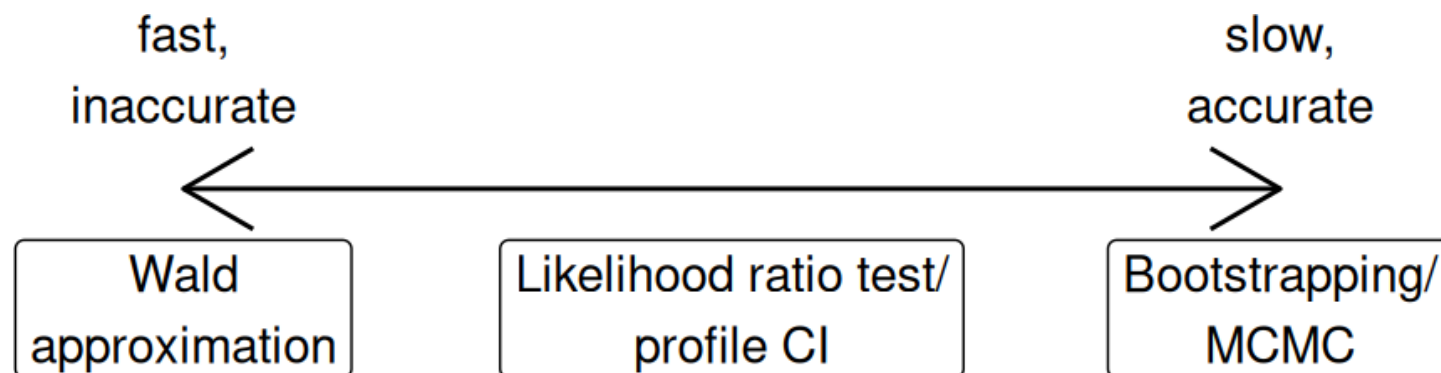 fast,
inaccurate
slow,
accurate
Wald
approximation
Likelihood ratio test/
profile CI
Bootstrapping/
MCMC